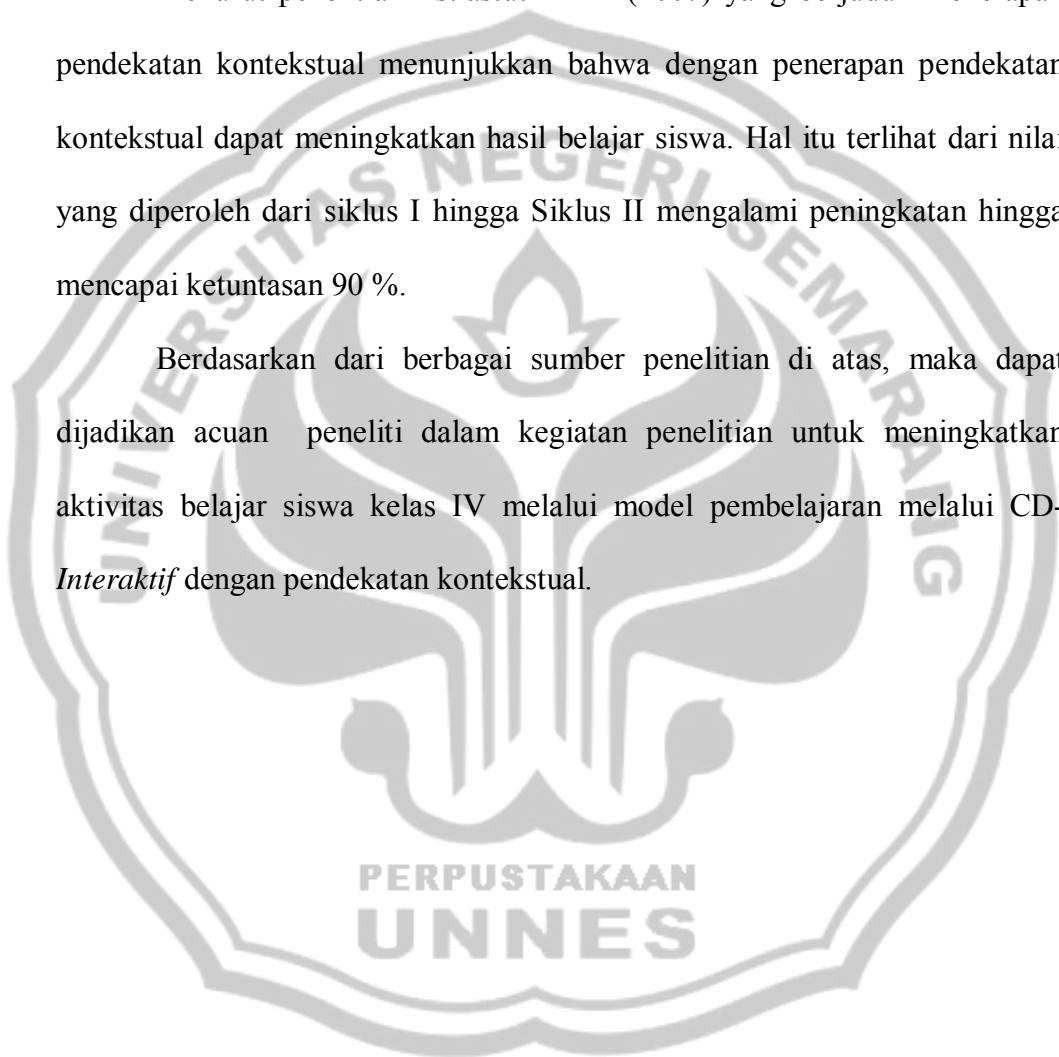 pendekatan kontekstual menunjukkan bahwa dengan penerapan pendekatan
kontekstual dapat meningkatkan hasil belajar siswa. Hal itu terlihat dari nilai
yang diperoleh dari siklus I hingga Siklus II mengalami peningkatan hingga
mencapai ketuntasan 90 %.
Berdasarkan dari berbagai sumber penelitian di atas, maka dapat
dijadikan acuan peneliti dalam kegiatan penelitian untuk meningkatkan
aktivitas belajar siswa kelas IV melalui model pembelajaran melalui CD-
Interaktif dengan pendekatan kontekstual.
UNIVERSITAS NEGERI SEMARANG
PERPUSTAKAAN
UNNES